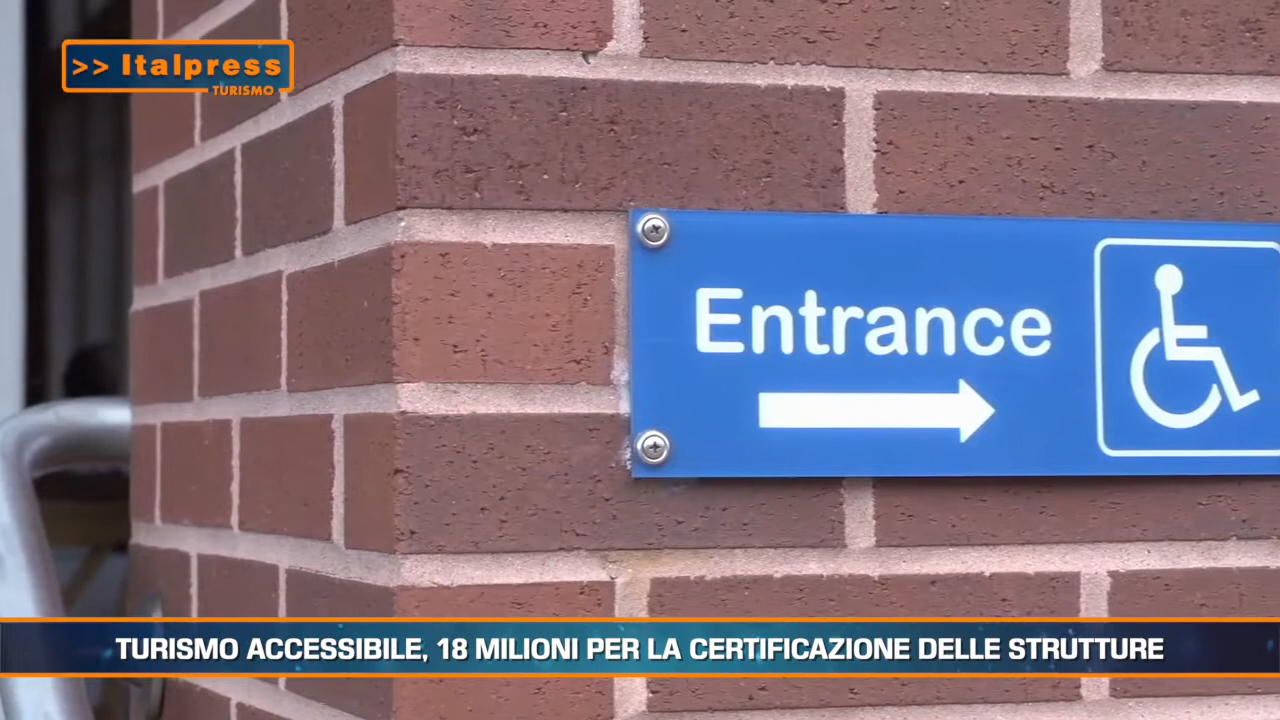 >> Italpress
TURISMO
Entrance
TURISMO ACCESSIBILE, 18 MILIONI PER LA CERTIFICAZIONE DELLE STRUTTURE